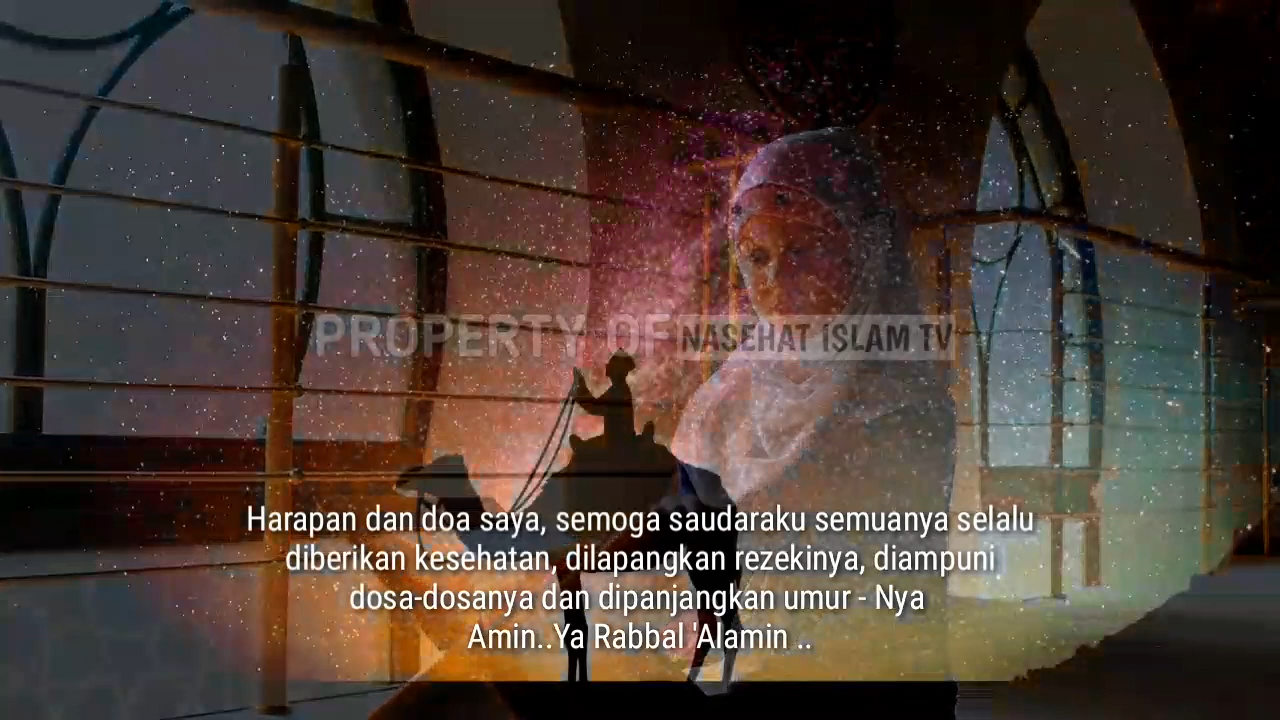 PROPERTY OF NASEHAT iSLAM TV
Harapan dan doa saya, semoga saudaraku semuanya selalu
diberikan kesehatan, dilapangkan rezekinya, diampuni
dosa-dosanya dan dipanjangkan umur - Nya
Amin..Ya Rabbal 'Alamin ..